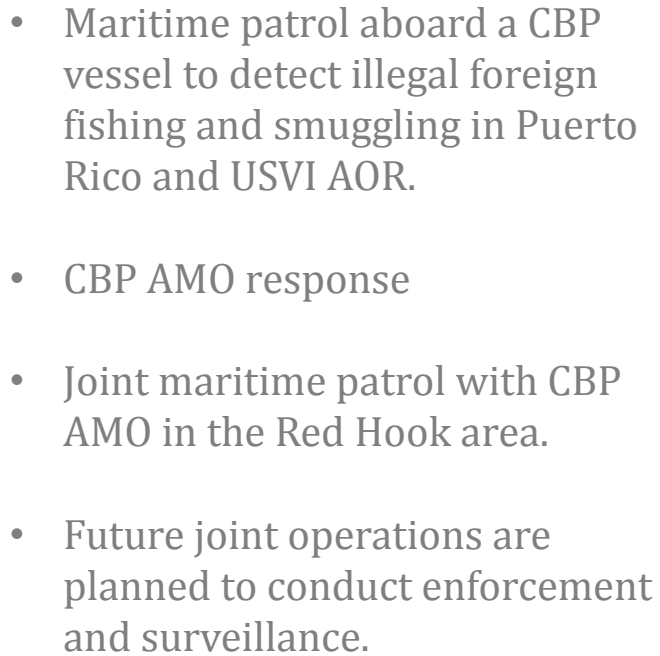 • Maritime patrol aboard a CBP
vessel to detect illegal foreign
fishing and smuggling in Puerto
Rico and USVI AOR.
• CBP AMO response
• Joint maritime patrol with CBP
AMO in the Red Hook area.
• Future joint operations are
planned to conduct enforcement
and surveillance.